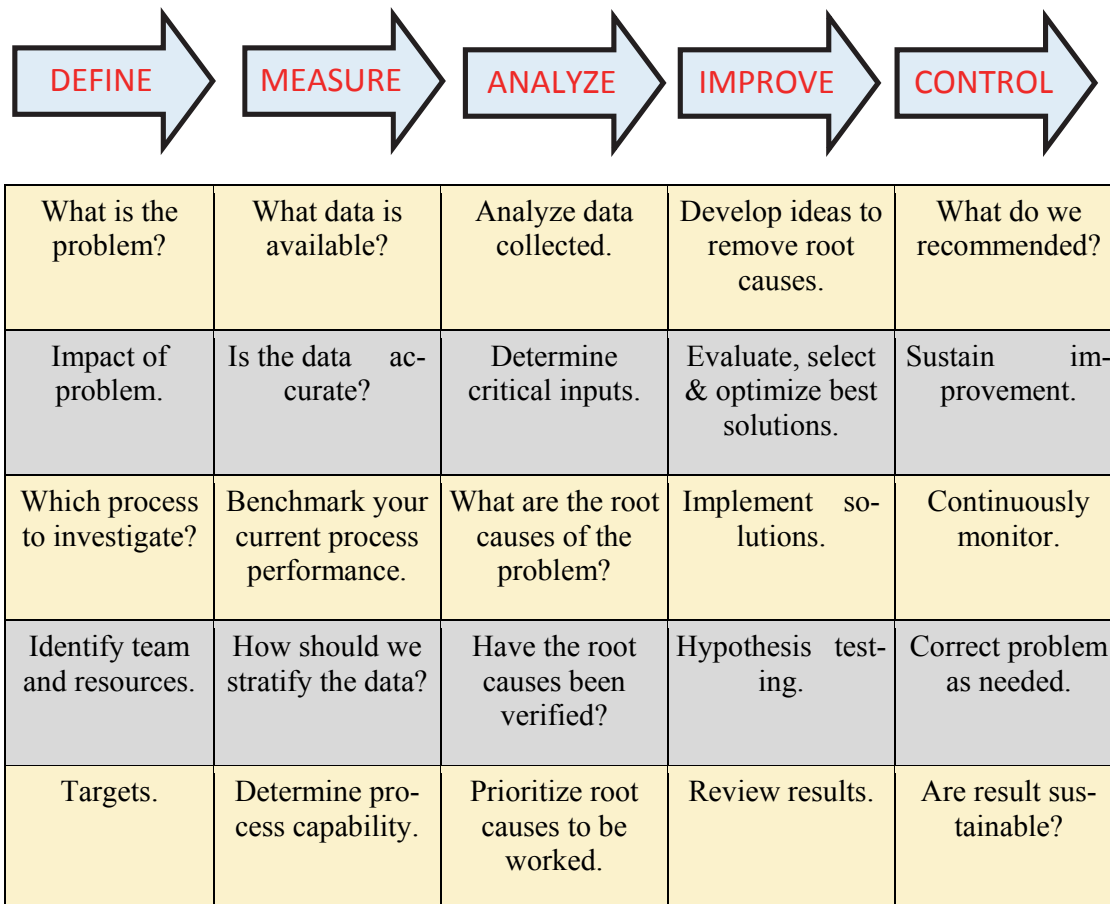 DEFINE
MEASURE
ANALYZE
IMPROVE
CONTROL
What is the
problem?
What data is
available?
Analyze data
collected.
Develop ideas to
remove root
causes.
What do we
recommended?
Impact of
problem.
Is the data ac-
curate?
Determine
critical inputs.
Evaluate, select
& optimize best
solutions.
Sustain im-
provement.
Which process
to investigate?
Benchmark your
current process
performance.
What are the root
causes of the
problem?
Implement so-
lutions.
Continuously
monitor.
Identify team
and resources.
How should we
stratify the data?
Have the root
causes been
verified?
Hypothesis test-
ing.
Correct problem
as needed.
Targets.
Determine pro-
cess capability.
Prioritize root
causes to be
worked.
Review results.
Are result sus-
tainable?